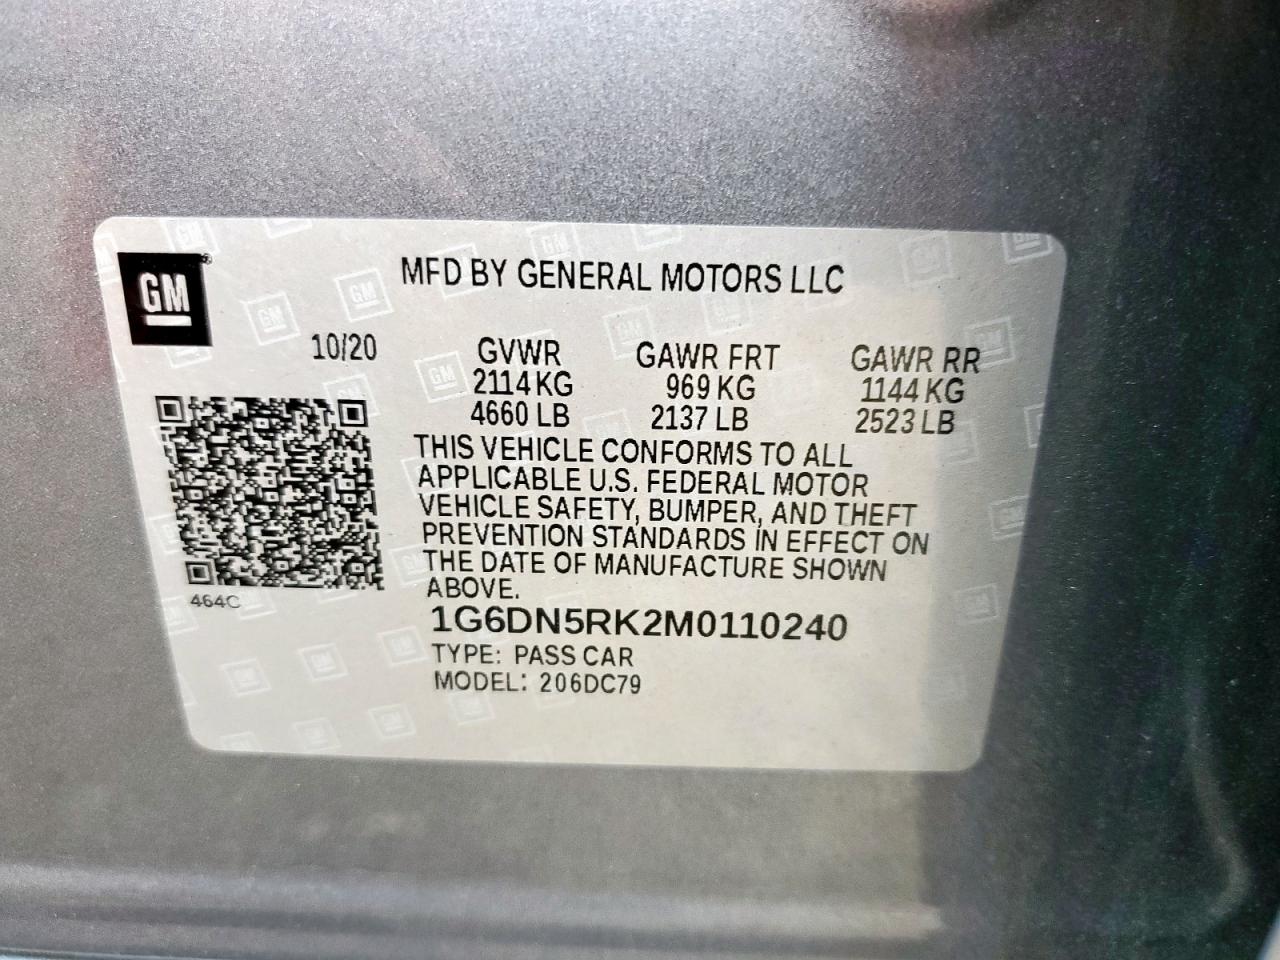 GM
MFD BY GENERAL MOTORS LLC
10/20
GVWR GAWR FRT GAWR RR
2114 KG 969 KG 1144 KG
4660 LB 2137 LB 2523 LB
THIS VEHICLE CONFORMS TO ALL
APPLICABLE U.S. FEDERAL MOTOR
VEHICLE SAFETY, BUMPER, AND THEFT
PREVENTION STANDARDS IN EFFECT ON
THE DATE OF MANUFACTURE SHOWN
ABOVE.
464C
1G6DN5RK2M0110240
TYPE: PASS CAR
MODEL: 206DC79